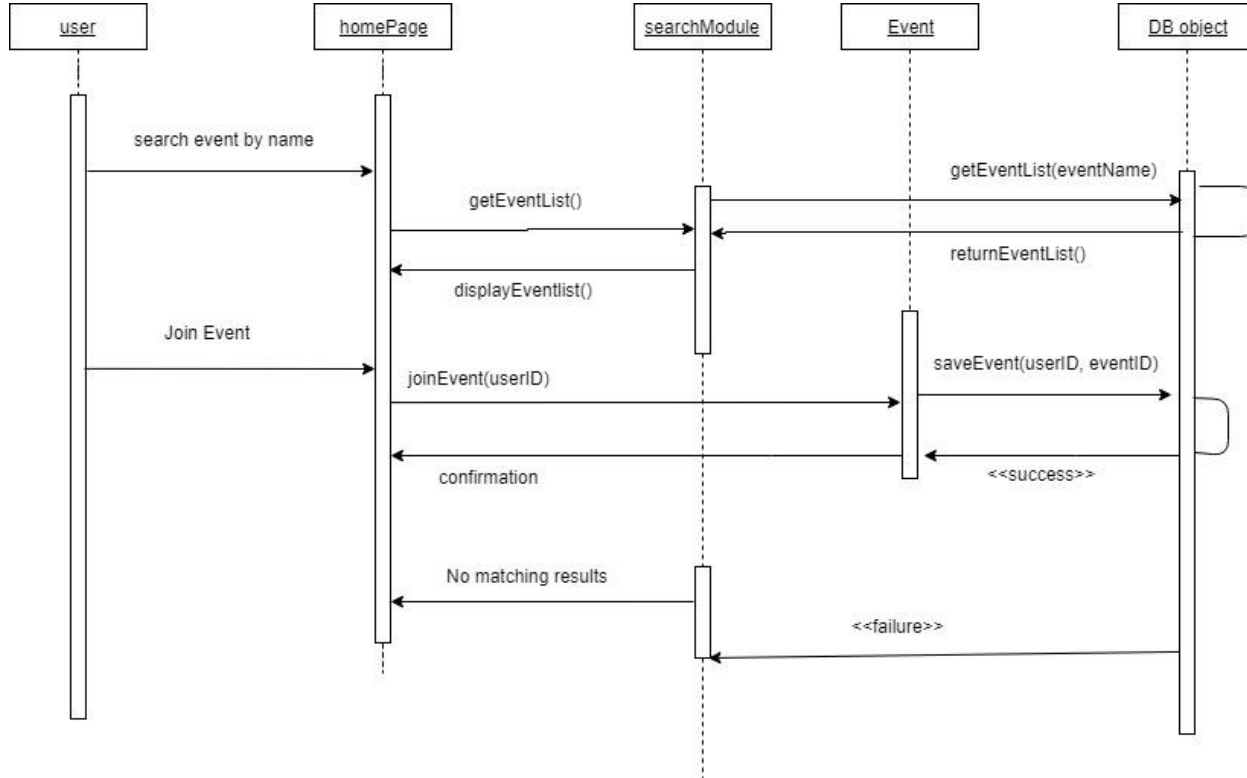 user
homePage
searchModule
Event
DB object
search event by name
getEventList(eventName)
getEventList()
returnEventList()
displayEventlist()
Join Event
saveEvent(userID, eventID)
joinEvent(userID)
confirmation
<<success>>
No matching results
<<failure>>